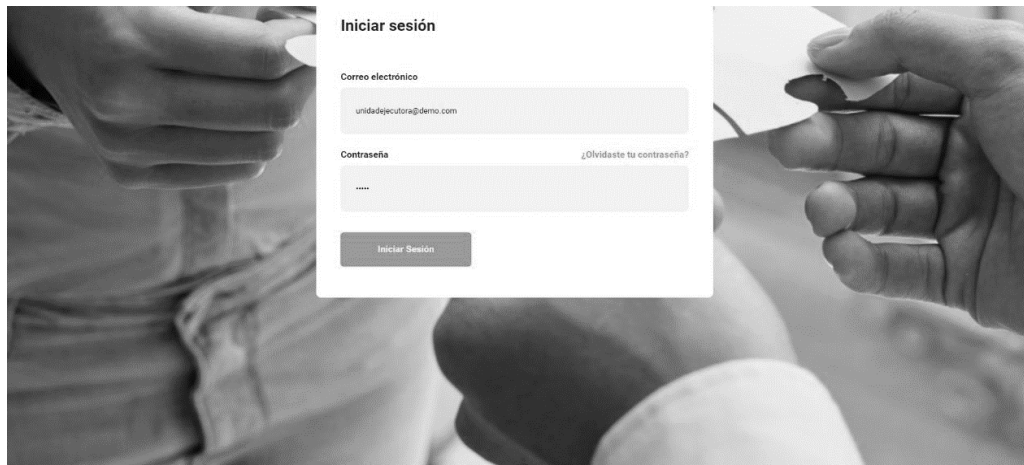 Iniciar sesión
Correo electrónico
unidadejecutora@demo.com
Contraseña
¿Olvidaste tu contraseña?
•••••
Iniciar Sesión